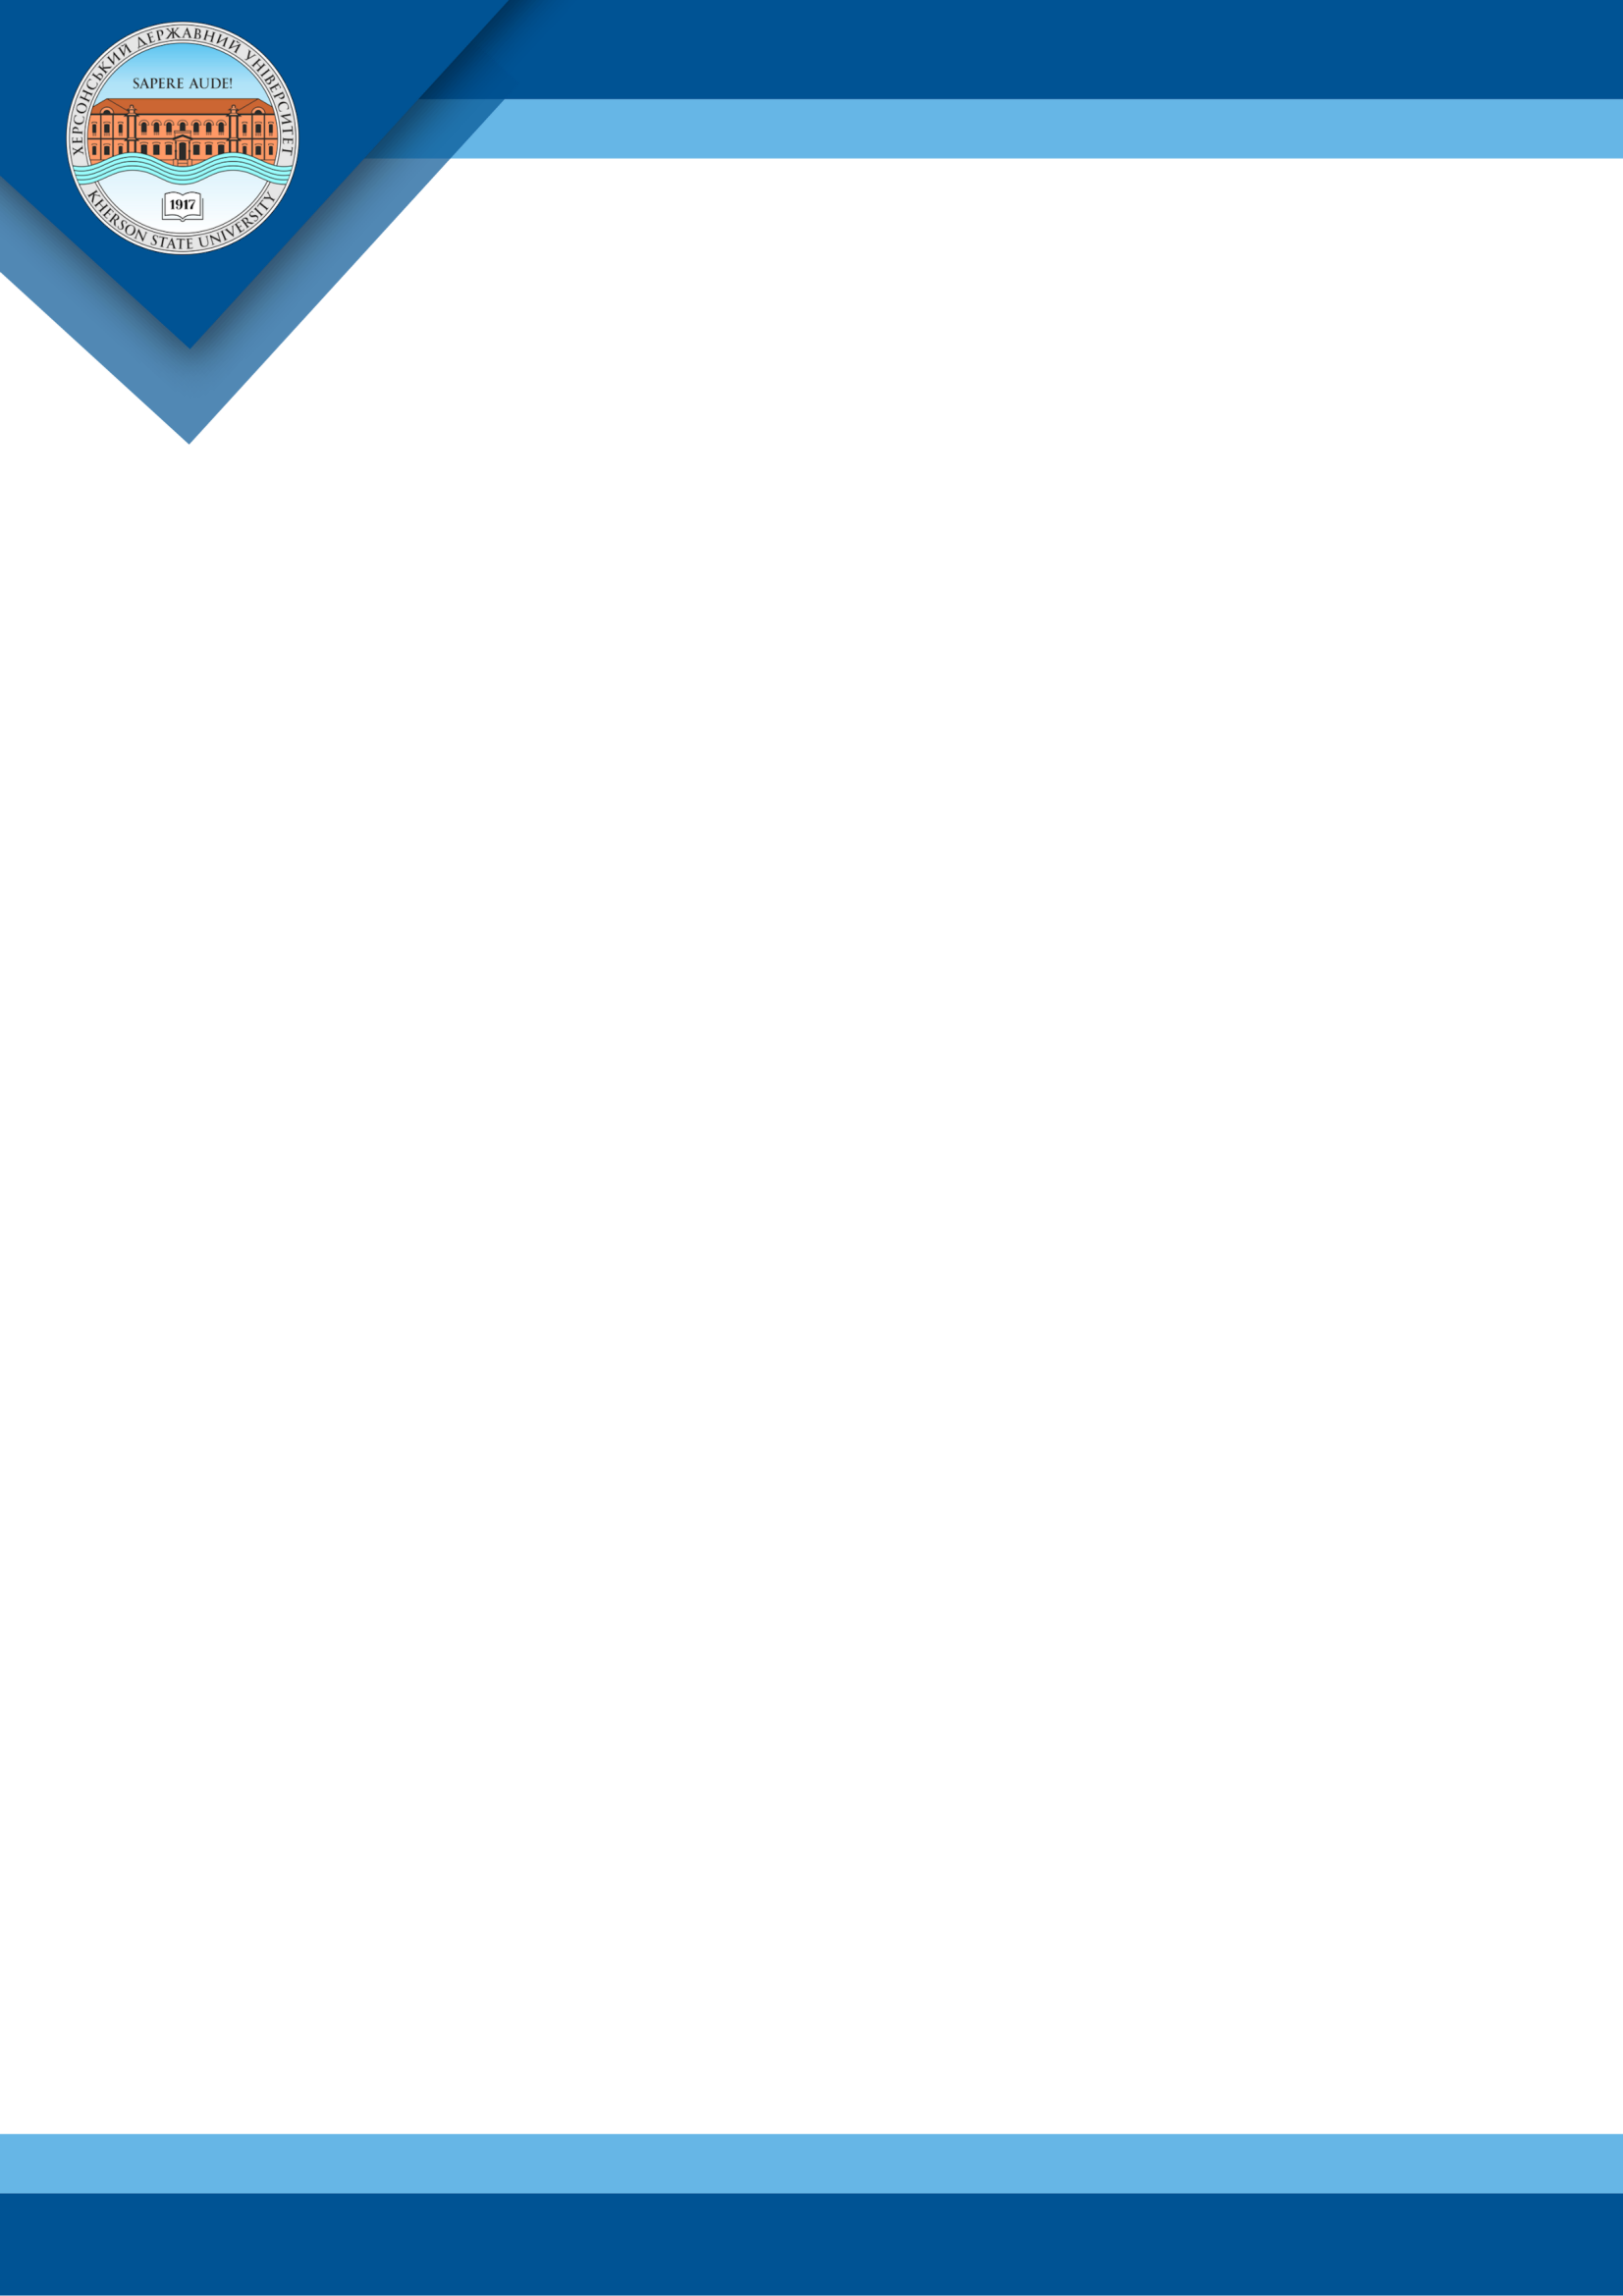 ХЕРСОНСЬКИЙ ДЕРЖАВНИЙ УНІВЕРСИТЕТ
SAPERE AUDE!
1917
KHERSON STATE UNIVERSITY